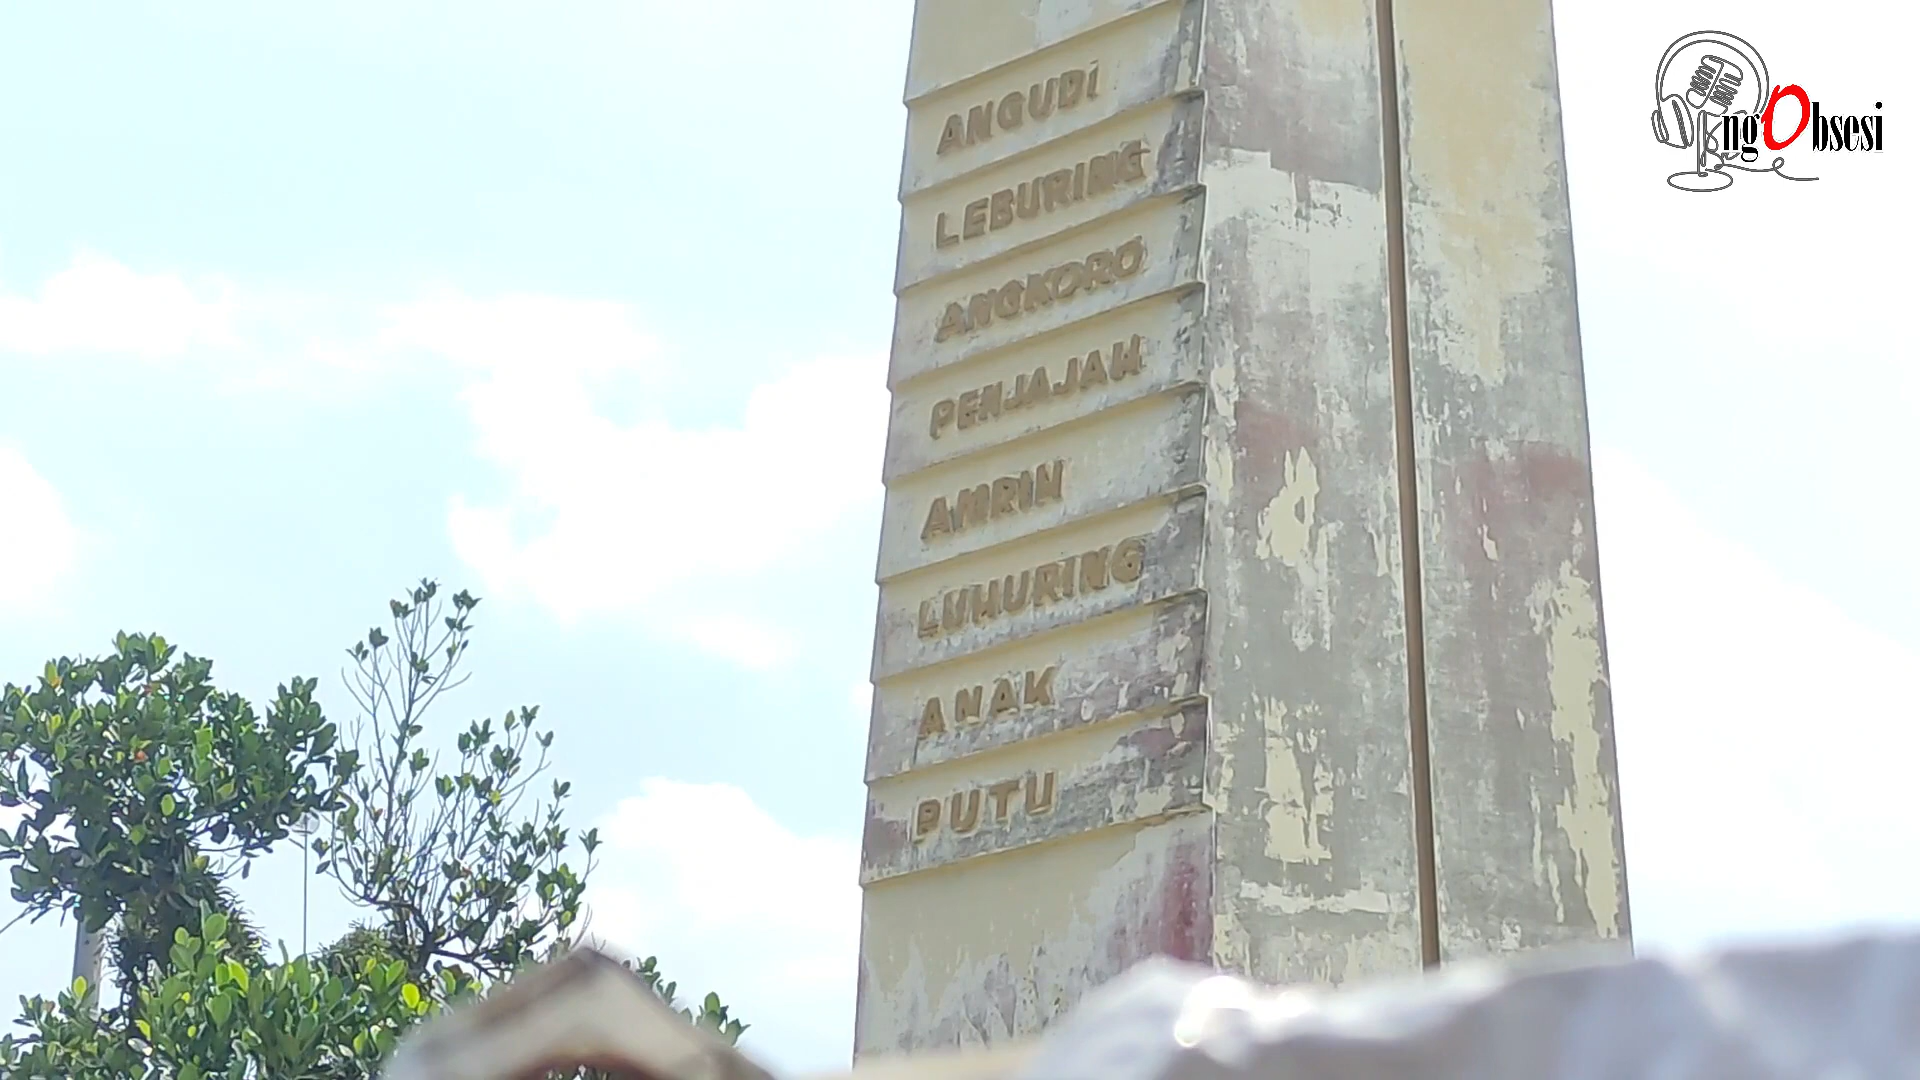 ANGUDI
LEBURING
ANGKORO
PENJAJAH
AMRIH
LUHURING
ANAK
PUTU
ngObsesi